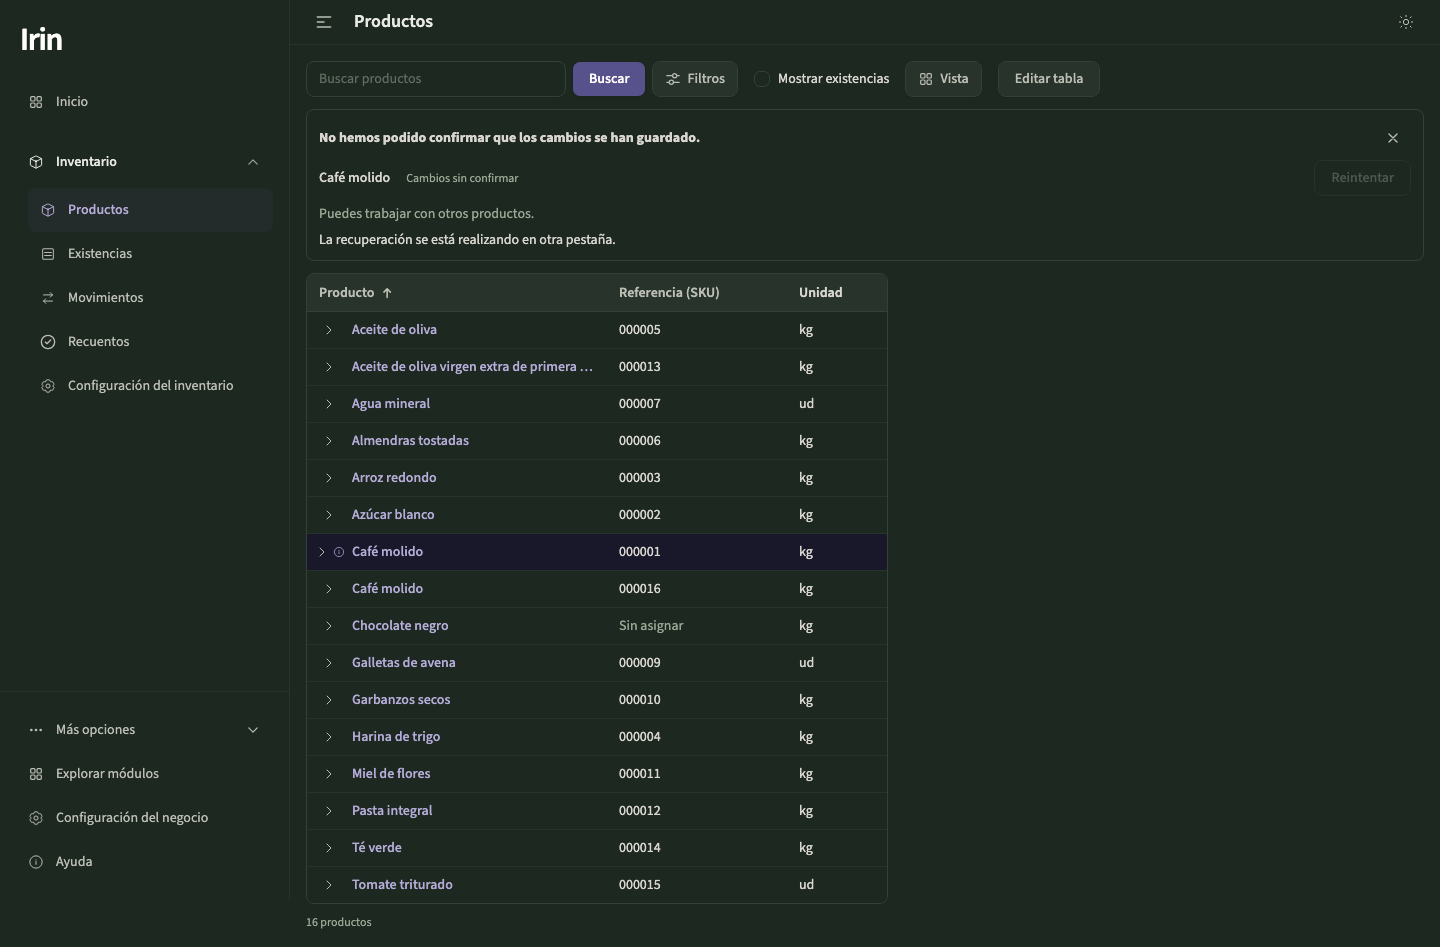 Irin
Productos
Inicio
Inventario
Productos
Existencias
Movimientos
Recuentos
Configuración del inventario
Más opciones
Explorar módulos
Configuración del negocio
Ayuda
Buscar productos Buscar Filtros Mostrar existencias Vista Editar tabla
No hemos podido confirmar que los cambios se han guardado.
Café molido Cambios sin confirmar Reintentar
Puedes trabajar con otros productos.
La recuperación se está realizando en otra pestaña.
Producto Referencia (SKU) Unidad
Aceite de oliva 000005 kg
Aceite de oliva virgen extra de primera ... 000013 kg
Agua mineral 000007 ud
Almendras tostadas 000006 kg
Arroz redondo 000003 kg
Azúcar blanco 000002 kg
Café molido 000001 kg
Café molido 000016 kg
Chocolate negro Sin asignar kg
Galletas de avena 000009 ud
Garbanzos secos 000010 kg
Harina de trigo 000004 kg
Miel de flores 000011 kg
Pasta integral 000012 kg
Té verde 000014 kg
Tomate triturado 000015 ud
16 productos